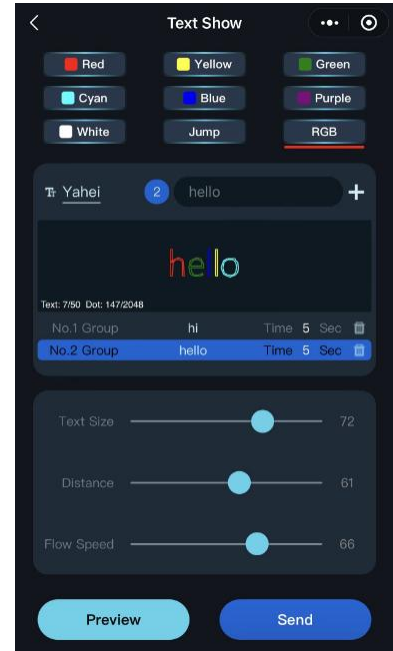 Text Show
Red Yellow Green
Cyan Blue Purple
White Jump RGB
Tr Yahei 2 hello +
hello
Text: 7/50 Dot: 147/2048
No.1 Group hi Time 5 Sec
No.2 Group hello Time 5 Sec
Text Size 72
Distance 61
Flow Speed 66
Preview Send